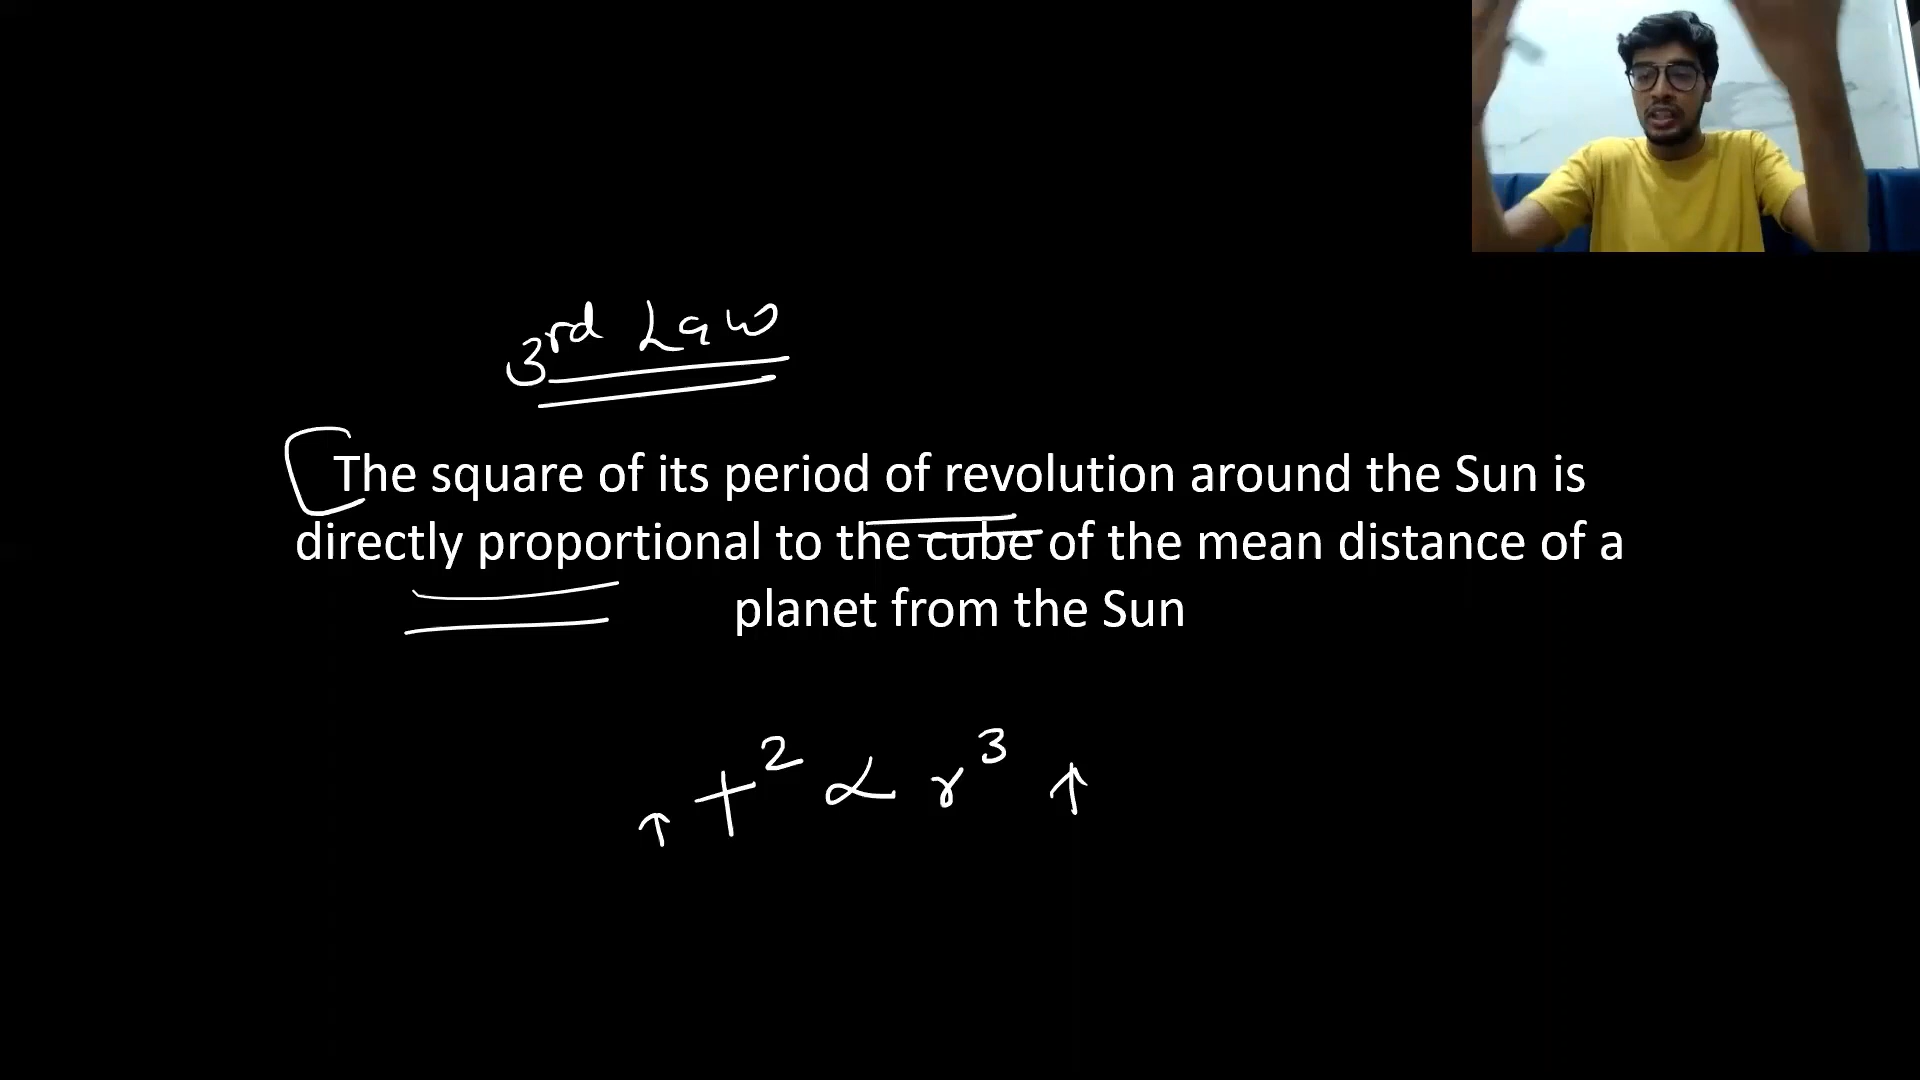 3rd Law
The square of its period of revolution around the Sun is
directly proportional to the cube of the mean distance of a
planet from the Sun
↑ T² ∝ r³ ↑